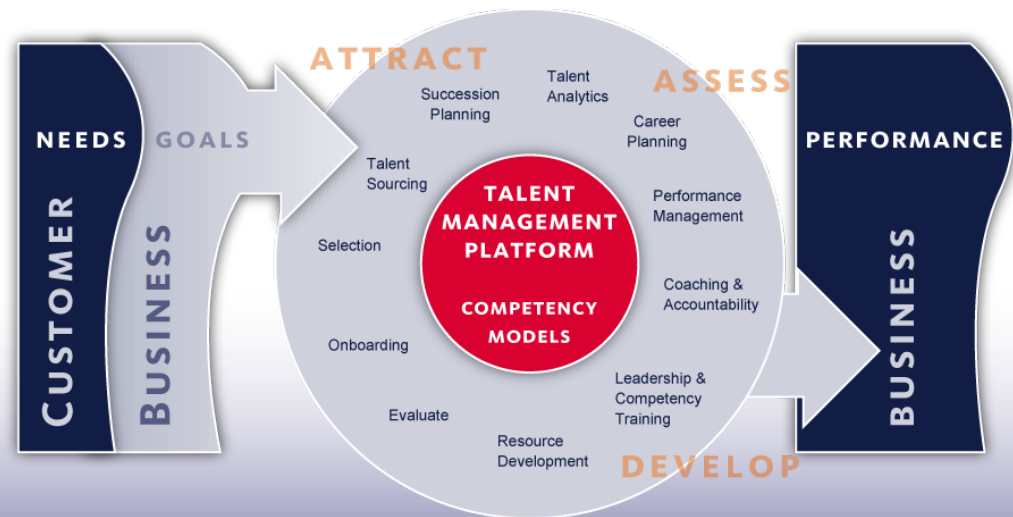 NEEDS
CUSTOMER
GOALS
BUSINESS
ATTRACT
ASSESS
DEVELOP
Succession
Planning
Talent
Analytics
Career
Planning
Talent
Sourcing
Performance
Management
Selection
Coaching &
Accountability
Onboarding
Leadership &
Competency
Training
Evaluate
Resource
Development
TALENT
MANAGEMENT
PLATFORM
COMPETENCY
MODELS
PERFORMANCE
BUSINESS